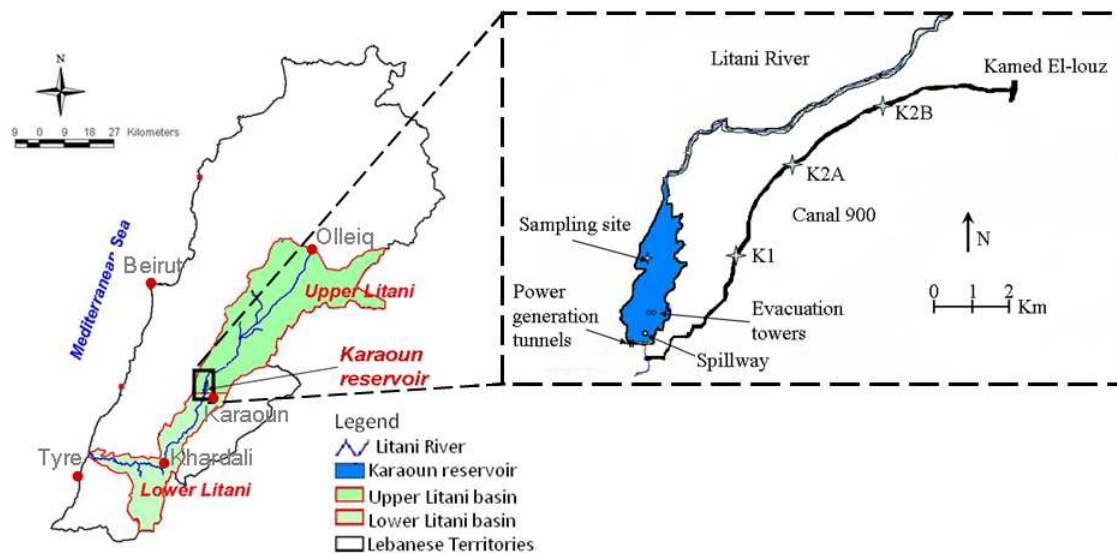 N
9 0 9 18 27 Kilometers
Mediterranean Sea
Beirut
Olleiq
Upper Litani
Karaoun
reservoir
Karaoun
Tyre
Khardali
Lower Litani
Legend
Litani River
Karaoun reservoir
Upper Litani basin
Lower Litani basin
Lebanese Territories
Litani River
Kamed El-louz
K2B
K2A
Canal 900
Sampling site
K1
N
0 1 2
Km
Power
generation
tunnels
Evacuation
towers
Spillway